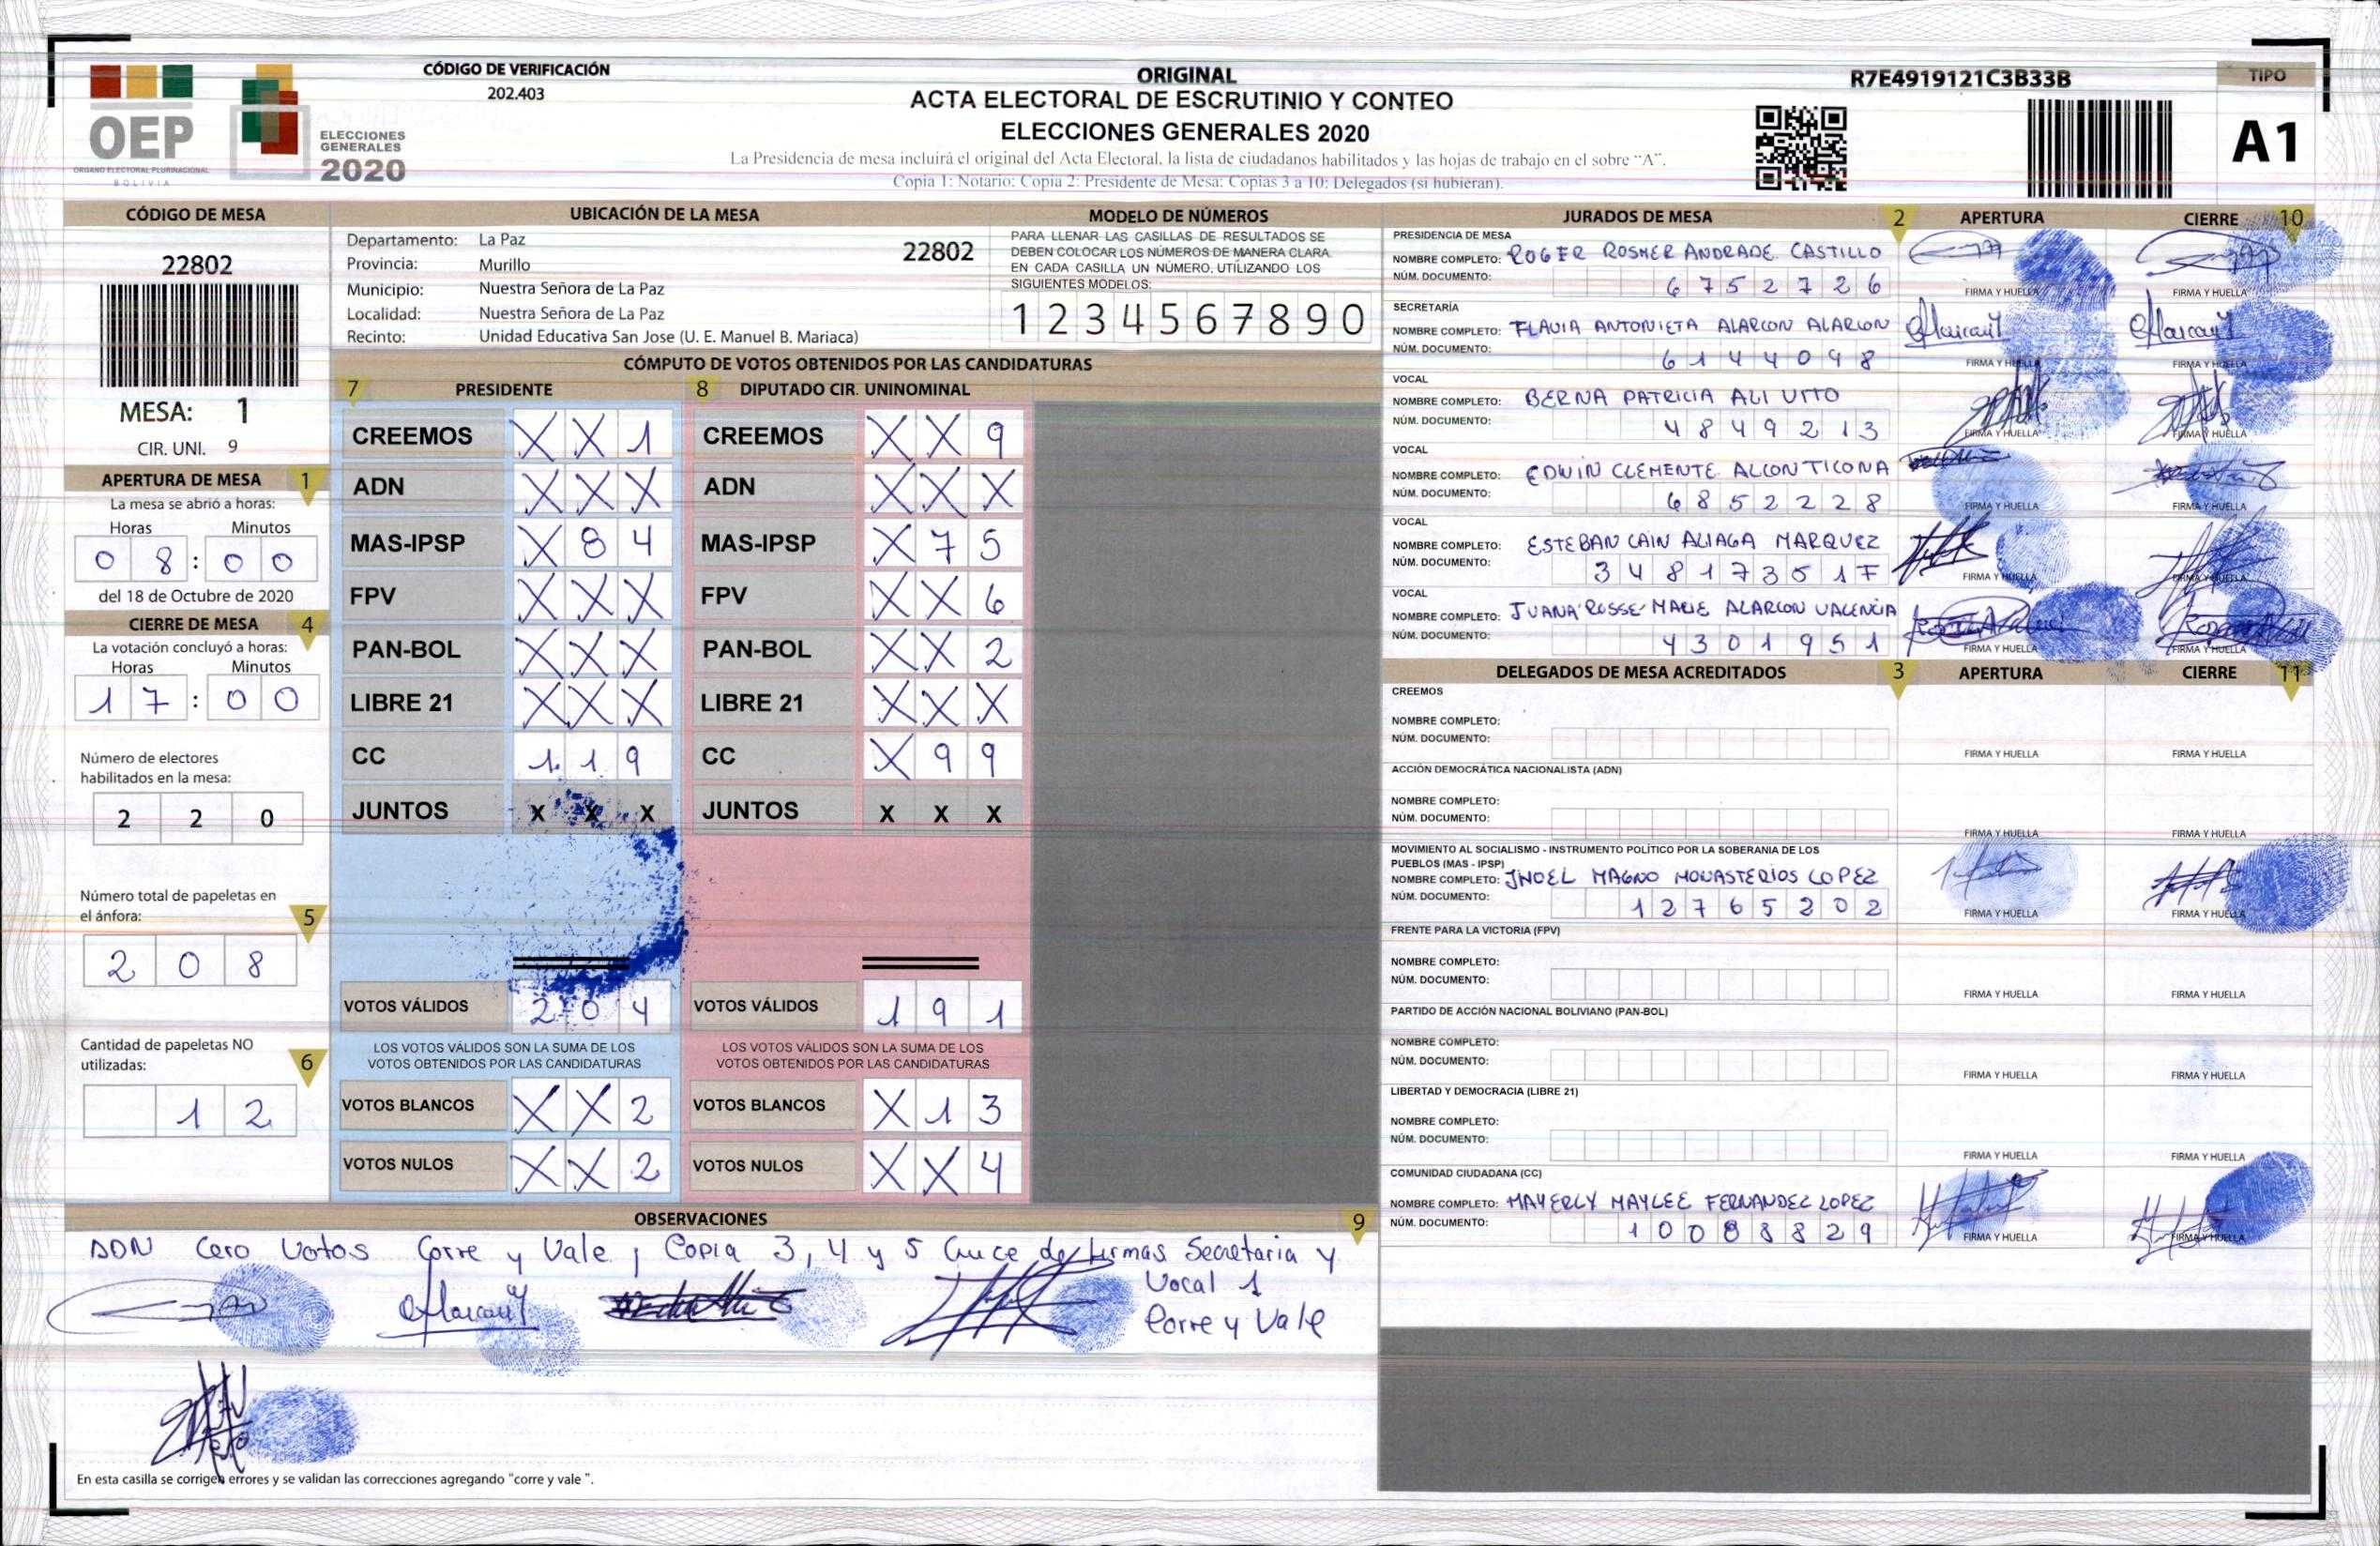 OEP
ÓRGANO ELECTORAL PLURINACIONAL
BOLIVIA
ELECCIONES
GENERALES
2020
CÓDIGO DE VERIFICACIÓN
202.403
ORIGINAL
ACTA ELECTORAL DE ESCRUTINIO Y CONTEO
ELECCIONES GENERALES 2020
La Presidencia de mesa incluirá el original del Acta Electoral, la lista de ciudadanos habilitados y las hojas de trabajo en el sobre "A".
Copia 1: Notario; Copia 2: Presidente de Mesa; Copias 3 a 10: Delegados (si hubieran).
R7E4919121C3B33B
TIPO
A1
CÓDIGO DE MESA
22802
MESA: 1
CIR. UNI. 9
APERTURA DE MESA 1
La mesa se abrió a horas:
Horas Minutos
0 8 : 0 0
del 18 de Octubre de 2020
CIERRE DE MESA 4
La votación concluyó a horas:
Horas Minutos
1 7 : 0 0
Número de electores
habilitados en la mesa:
2 2 0
Número total de papeletas en
el ánfora: 5
2 0 8
Cantidad de papeletas NO
utilizadas: 6
1 2
UBICACIÓN DE LA MESA
Departamento: La Paz 22802
Provincia: Murillo
Municipio: Nuestra Señora de La Paz
Localidad: Nuestra Señora de La Paz
Recinto: Unidad Educativa San Jose (U. E. Manuel B. Mariaca)
MODELO DE NÚMEROS
PARA LLENAR LAS CASILLAS DE RESULTADOS SE
DEBEN COLOCAR LOS NÚMEROS DE MANERA CLARA.
EN CADA CASILLA UN NÚMERO, UTILIZANDO LOS
SIGUIENTES MODELOS:
1 2 3 4 5 6 7 8 9 0
CÓMPUTO DE VOTOS OBTENIDOS POR LAS CANDIDATURAS
7 PRESIDENTE 8 DIPUTADO CIR. UNINOMINAL
CREEMOS X X 1 CREEMOS X X 9
ADN X X X ADN X X X
MAS-IPSP X 8 4 MAS-IPSP X 7 5
FPV X X X FPV X X 6
PAN-BOL X X X PAN-BOL X X 2
LIBRE 21 X X X LIBRE 21 X X X
CC 1 1 9 CC X 9 9
JUNTOS X X X JUNTOS X X X
VOTOS VÁLIDOS 2 0 4 VOTOS VÁLIDOS 1 9 1
LOS VOTOS VÁLIDOS SON LA SUMA DE LOS LOS VOTOS VÁLIDOS SON LA SUMA DE LOS
VOTOS OBTENIDOS POR LAS CANDIDATURAS VOTOS OBTENIDOS POR LAS CANDIDATURAS
VOTOS BLANCOS X X 2 VOTOS BLANCOS X 1 3
VOTOS NULOS X X 2 VOTOS NULOS X X 4
OBSERVACIONES 9
ADN Cero Votos Corre y Vale, Copia 3, 4 y 5 Cruce de firmas Secretaria y
Vocal 1
Corre y Vale
En esta casilla se corrigen errores y se validan las correcciones agregando "corre y vale ".
JURADOS DE MESA 2 APERTURA CIERRE 10
PRESIDENCIA DE MESA
NOMBRE COMPLETO: ROGER ROSMER ANDRADE CASTILLO
NÚM. DOCUMENTO: 6 7 5 2 7 2 6
FIRMA Y HUELLA FIRMA Y HUELLA
SECRETARÍA
NOMBRE COMPLETO: FLAVIA ANTONIETA ALARCON ALARCON
NÚM. DOCUMENTO: 6 1 4 4 0 9 8
FIRMA Y HUELLA FIRMA Y HUELLA
VOCAL
NOMBRE COMPLETO: BERNA PATRICIA ALI UTTO
NÚM. DOCUMENTO: 4 8 4 9 2 1 3
FIRMA Y HUELLA FIRMA Y HUELLA
VOCAL
NOMBRE COMPLETO: EDWIN CLEMENTE ALCON TICONA
NÚM. DOCUMENTO: 6 8 5 2 2 2 8
FIRMA Y HUELLA FIRMA Y HUELLA
VOCAL
NOMBRE COMPLETO: ESTEBAN CAIN ALIAGA MARQUEZ
NÚM. DOCUMENTO: 3 4 8 1 7 3 5 1 F
FIRMA Y HUELLA FIRMA Y HUELLA
VOCAL
NOMBRE COMPLETO: JUANA ROSSE MARIE ALARCON VALENCIA
NÚM. DOCUMENTO: 4 3 0 1 9 5 1
FIRMA Y HUELLA FIRMA Y HUELLA
DELEGADOS DE MESA ACREDITADOS 3 APERTURA CIERRE 11
CREEMOS
NOMBRE COMPLETO:
NÚM. DOCUMENTO:
FIRMA Y HUELLA FIRMA Y HUELLA
ACCIÓN DEMOCRÁTICA NACIONALISTA (ADN)
NOMBRE COMPLETO:
NÚM. DOCUMENTO:
FIRMA Y HUELLA FIRMA Y HUELLA
MOVIMIENTO AL SOCIALISMO - INSTRUMENTO POLÍTICO POR LA SOBERANIA DE LOS
PUEBLOS (MAS - IPSP)
NOMBRE COMPLETO: JHOEL MAGNO MONASTERIOS LOPEZ
NÚM. DOCUMENTO: 1 2 7 6 5 2 0 2
FIRMA Y HUELLA FIRMA Y HUELLA
FRENTE PARA LA VICTORIA (FPV)
NOMBRE COMPLETO:
NÚM. DOCUMENTO:
FIRMA Y HUELLA FIRMA Y HUELLA
PARTIDO DE ACCIÓN NACIONAL BOLIVIANO (PAN-BOL)
NOMBRE COMPLETO:
NÚM. DOCUMENTO:
FIRMA Y HUELLA FIRMA Y HUELLA
LIBERTAD Y DEMOCRACIA (LIBRE 21)
NOMBRE COMPLETO:
NÚM. DOCUMENTO:
FIRMA Y HUELLA FIRMA Y HUELLA
COMUNIDAD CIUDADANA (CC)
NOMBRE COMPLETO: MAYERLY MAYLEE FERNANDEZ LOPEZ
NÚM. DOCUMENTO: 1 0 0 8 8 8 2 9
FIRMA Y HUELLA FIRMA Y HUELLA